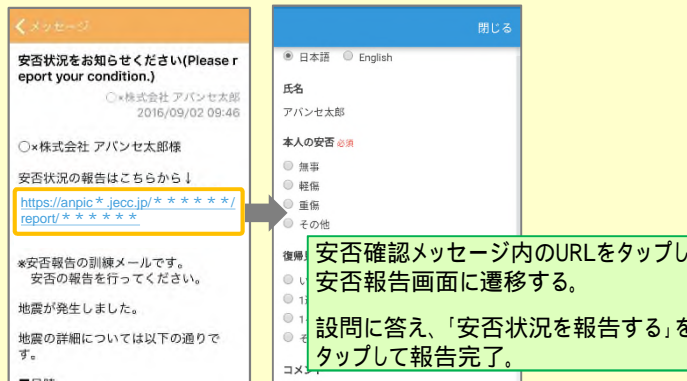 メッセージ
安否状況をお知らせください(Please r
eport your condition.)
○×株式会社 アバンセ太郎
2016/09/02 09:46
○×株式会社 アバンセ太郎様
安否状況の報告はこちらから↓
https://anpic*.jecc.jp/******/
report/******
*安否報告の訓練メールです。
安否の報告を行ってください。
地震が発生しました。
地震の詳細については以下の通りで
す。
閉じる
日本語 English
氏名
アバンセ太郎
本人の安否 必須
無事
軽傷
重傷
その他
復帰
コメント
安否確認メッセージ内のURLをタップし
安否報告画面に遷移する。
設問に答え、「安否状況を報告する」を
タップして報告完了。